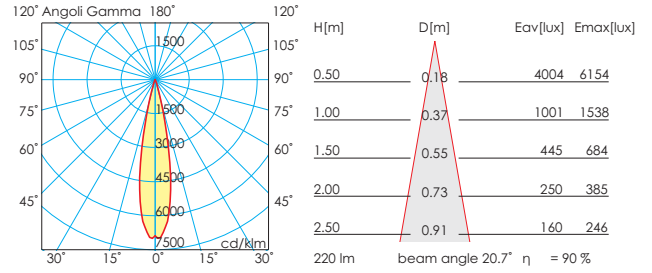 120° Angoli Gamma 180° 120°
105° 1500 105°
90° 90°
75° 1500 75°
60° 3000 60°
45° 4500 45°
6000
7500 cd/klm
30° 15° 0° 15° 30°
H[m] D[m] Eav[lux] Emax[lux]
0.50 0.18 4004 6154
1.00 0.37 1001 1538
1.50 0.55 445 684
2.00 0.73 250 385
2.50 0.91 160 246
220 lm beam angle 20.7° η = 90 %